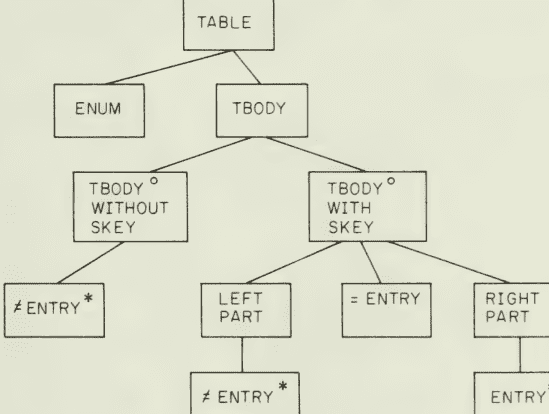 TABLE
ENUM
TBODY
TBODY°
WITHOUT
SKEY
TBODY°
WITH
SKEY
≠ ENTRY*
LEFT
PART
= ENTRY
RIGHT
PART
≠ ENTRY*
ENTRY*